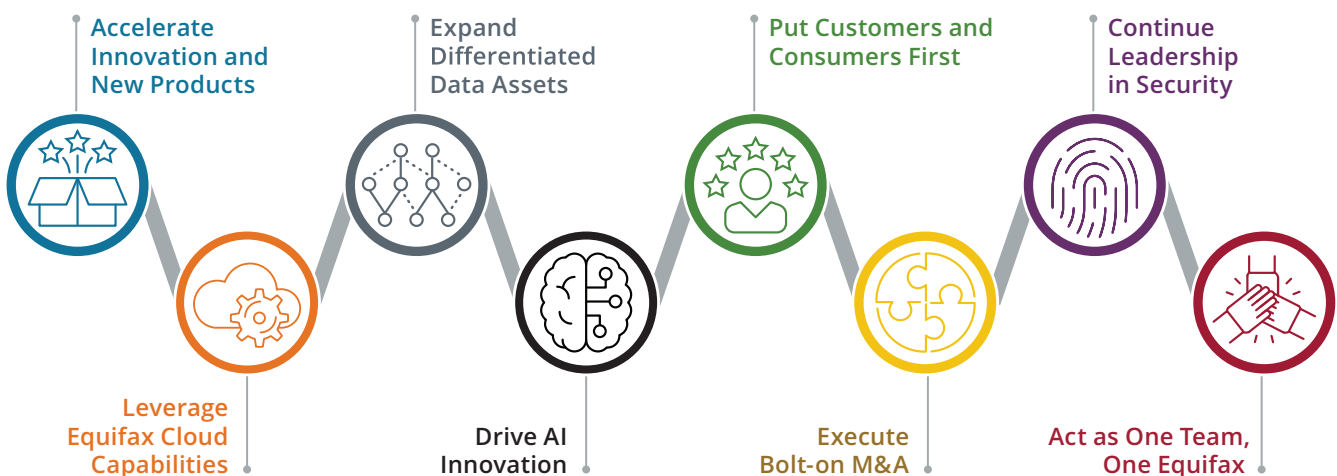 Accelerate
Innovation and
New Products
Expand
Differentiated
Data Assets
Put Customers and
Consumers First
Continue
Leadership
in Security
Leverage
Equifax Cloud
Capabilities
Drive AI
Innovation
Execute
Bolt-on M&A
Act as One Team,
One Equifax